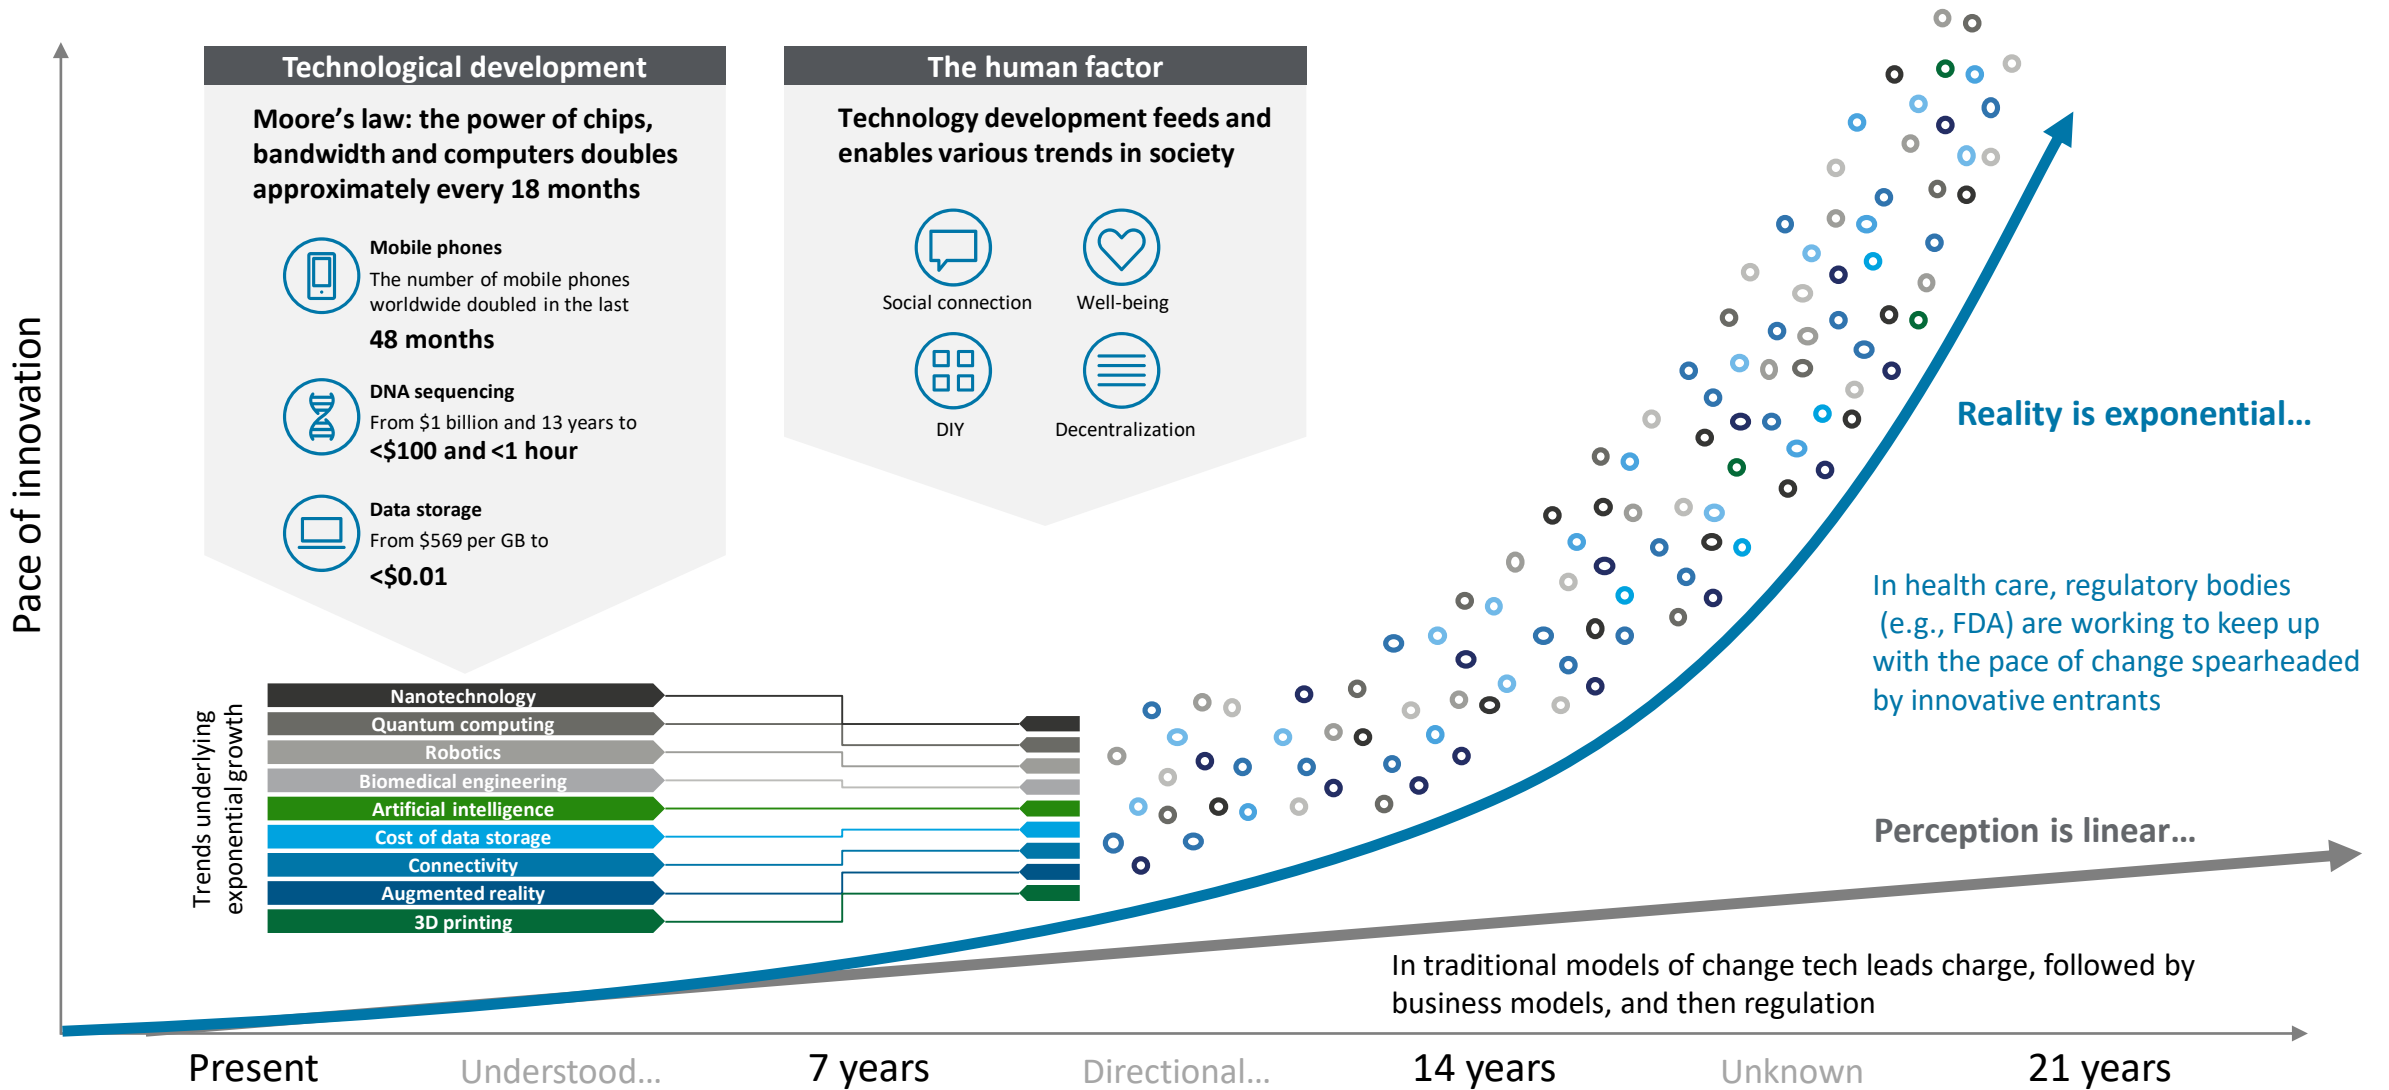 Pace of innovation
Technological development
Moore’s law: the power of chips,
bandwidth and computers doubles
approximately every 18 months
Mobile phones
The number of mobile phones
worldwide doubled in the last
48 months
DNA sequencing
From $1 billion and 13 years to
<$100 and <1 hour
Data storage
From $569 per GB to
<$0.01
The human factor
Technology development feeds and
enables various trends in society
Social connection
Well-being
DIY
Decentralization
Trends underlying
exponential growth
Nanotechnology
Quantum computing
Robotics
Biomedical engineering
Artificial intelligence
Cost of data storage
Connectivity
Augmented reality
3D printing
Reality is exponential…
In health care, regulatory bodies
(e.g., FDA) are working to keep up
with the pace of change spearheaded
by innovative entrants
Perception is linear…
In traditional models of change tech leads charge, followed by
business models, and then regulation
Present
Understood…
7 years
Directional…
14 years
Unknown
21 years